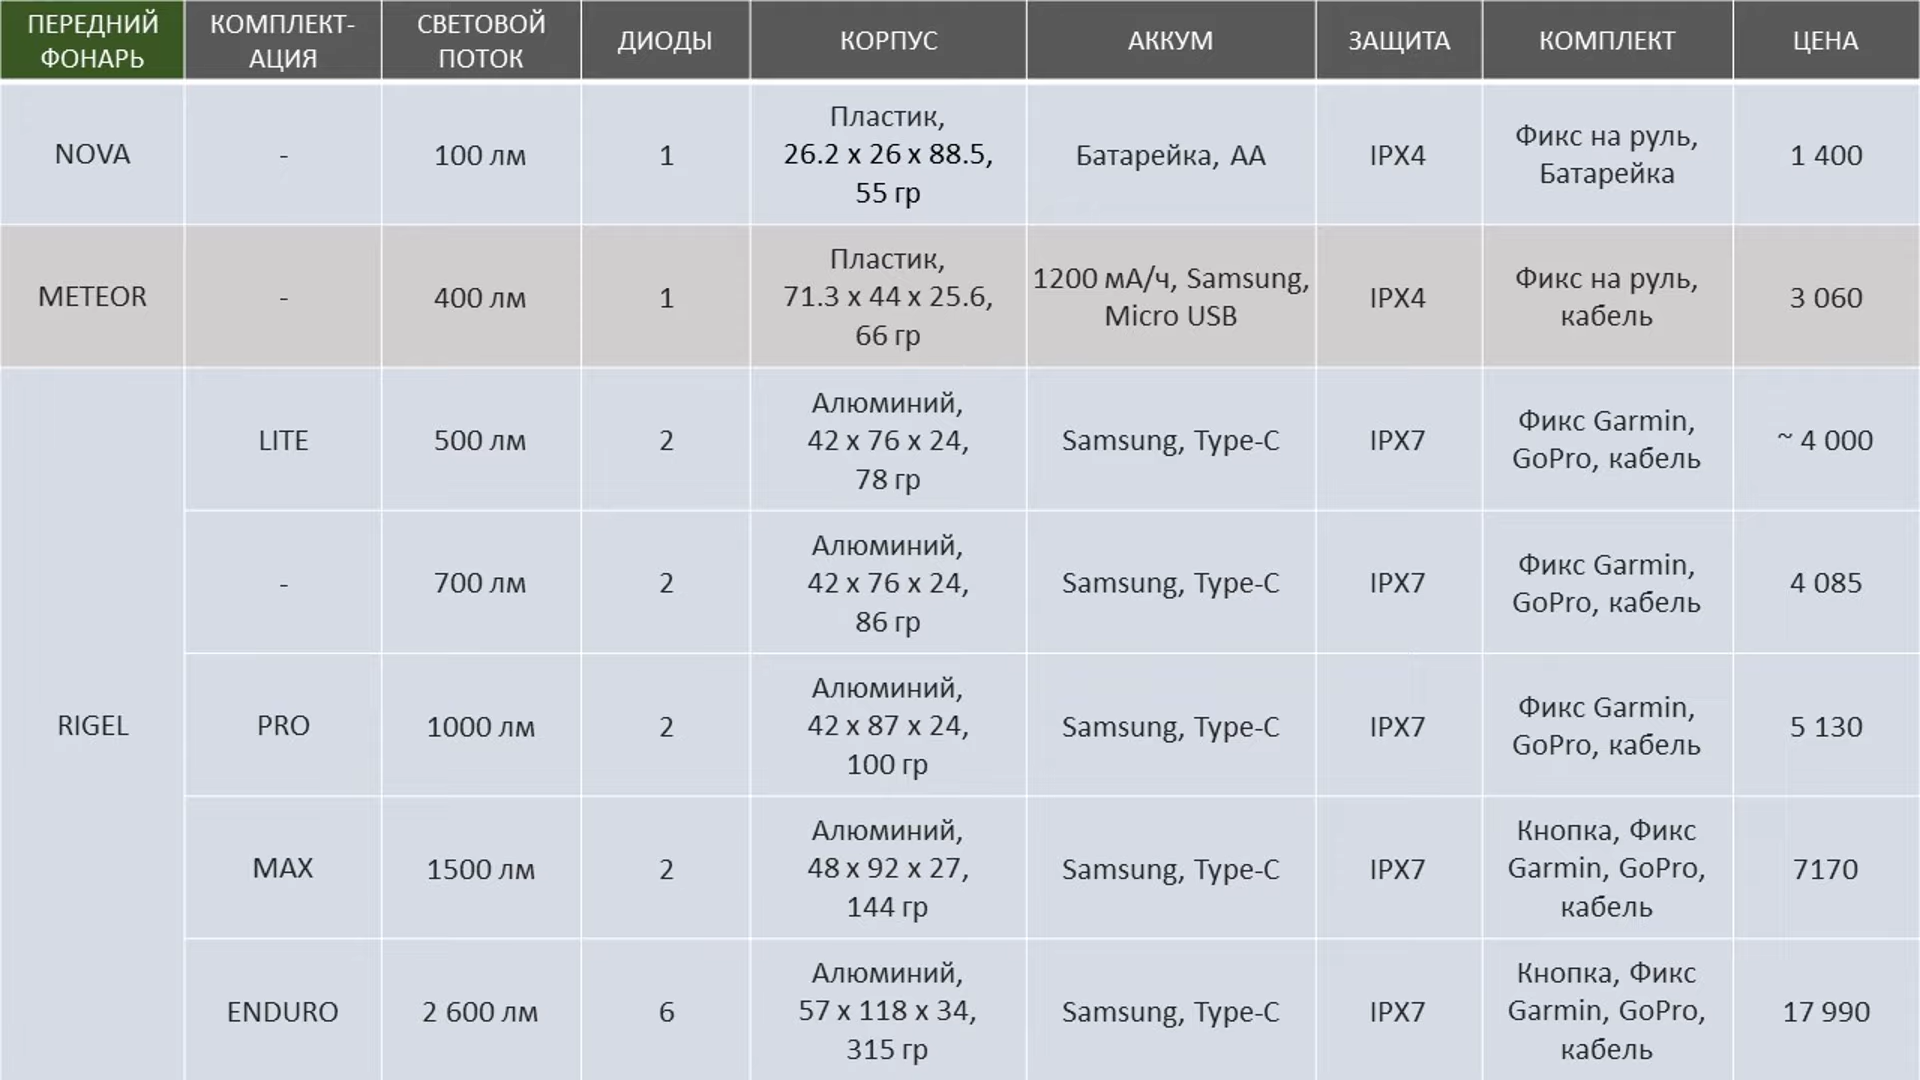 ПЕРЕДНИЙ ФОНАРЬ | КОМПЛЕКТ-АЦИЯ | СВЕТОВОЙ ПОТОК | ДИОДЫ | КОРПУС | АККУМ | ЗАЩИТА | КОМПЛЕКТ | ЦЕНА
NOVA | - | 100 лм | 1 | Пластик, 26.2 x 26 x 88.5, 55 гр | Батарейка, AA | IPX4 | Фикс на руль, Батарейка | 1 400
METEOR | - | 400 лм | 1 | Пластик, 71.3 x 44 x 25.6, 66 гр | 1200 мА/ч, Samsung, Micro USB | IPX4 | Фикс на руль, кабель | 3 060
RIGEL | LITE | 500 лм | 2 | Алюминий, 42 x 76 x 24, 78 гр | Samsung, Type-C | IPX7 | Фикс Garmin, GoPro, кабель | ~ 4 000
- | 700 лм | 2 | Алюминий, 42 x 76 x 24, 86 гр | Samsung, Type-C | IPX7 | Фикс Garmin, GoPro, кабель | 4 085
PRO | 1000 лм | 2 | Алюминий, 42 x 87 x 24, 100 гр | Samsung, Type-C | IPX7 | Фикс Garmin, GoPro, кабель | 5 130
MAX | 1500 лм | 2 | Алюминий, 48 x 92 x 27, 144 гр | Samsung, Type-C | IPX7 | Кнопка, Фикс Garmin, GoPro, кабель | 7170
ENDURO | 2 600 лм | 6 | Алюминий, 57 x 118 x 34, 315 гр | Samsung, Type-C | IPX7 | Кнопка, Фикс Garmin, GoPro, кабель | 17 990